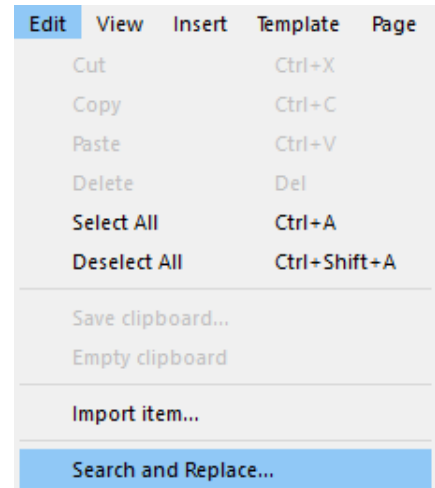 Edit View Insert Template Page
Cut Ctrl+X
Copy Ctrl+C
Paste Ctrl+V
Delete Del
Select All Ctrl+A
Deselect All Ctrl+Shift+A
Save clipboard...
Empty clipboard
Import item...
Search and Replace...